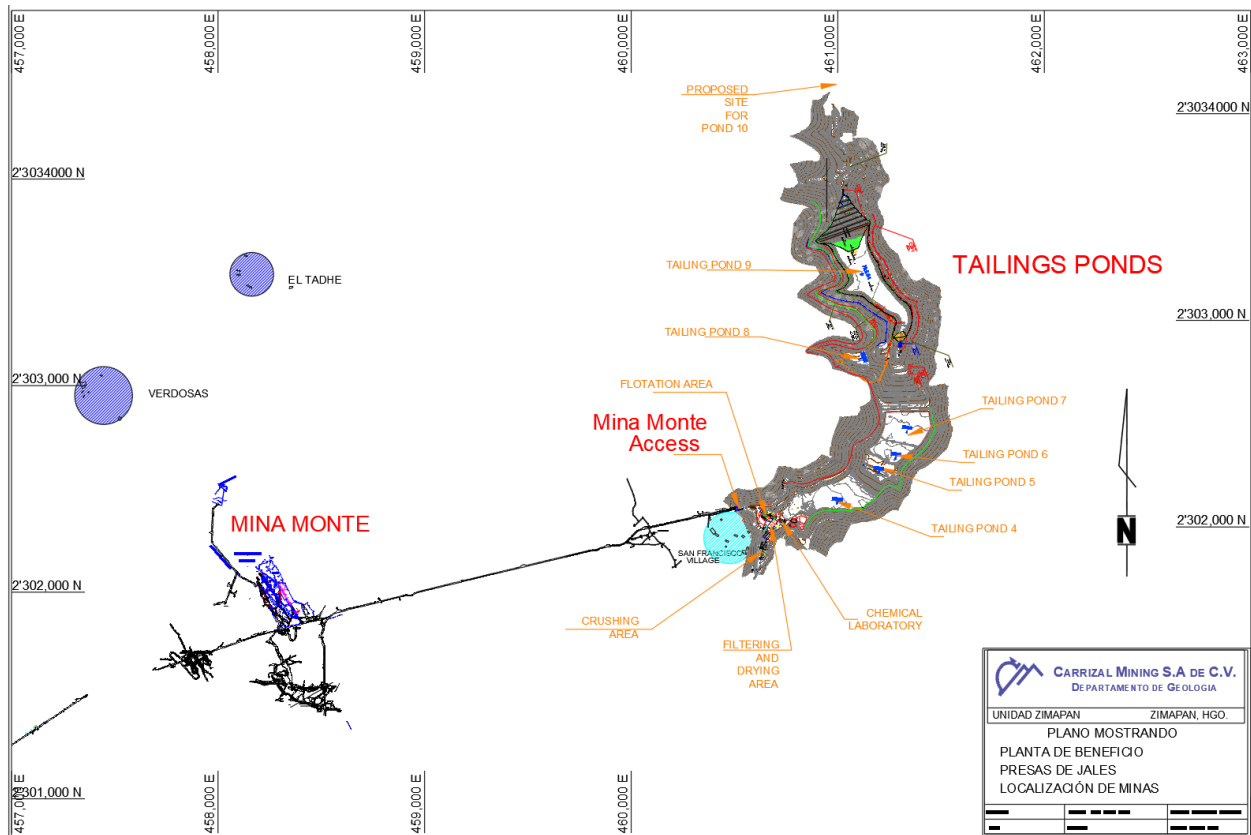 457,000 E
458,000 E
459,000 E
460,000 E
461,000 E
462,000 E
463,000 E
PROPOSED
SITE
FOR
POND 10
2'3034000 N
2'3034000 N
TAILINGS PONDS
TAILING POND 9
EL TADHE
2'303,000 N
TAILING POND 8
2'303,000 N
FLOTATION AREA
VERDOSAS
TAILING POND 7
Mina Monte
Access
TAILING POND 6
TAILING POND 5
MINA MONTE
TAILING POND 4
2'302,000 N
N
SAN FRANCISCO
VILLAGE
2'302,000 N
CRUSHING
AREA
CHEMICAL
LABORATORY
FILTERING
AND
DRYING
AREA
CARRIZAL MINING S.A DE C.V.
DEPARTAMENTO DE GEOLOGIA
UNIDAD ZIMAPAN ZIMAPAN, HGO.
PLANO MOSTRANDO
PLANTA DE BENEFICIO
PRESAS DE JALES
LOCALIZACIÓN DE MINAS
2'301,000 N
457,000 E
458,000 E
459,000 E
460,000 E